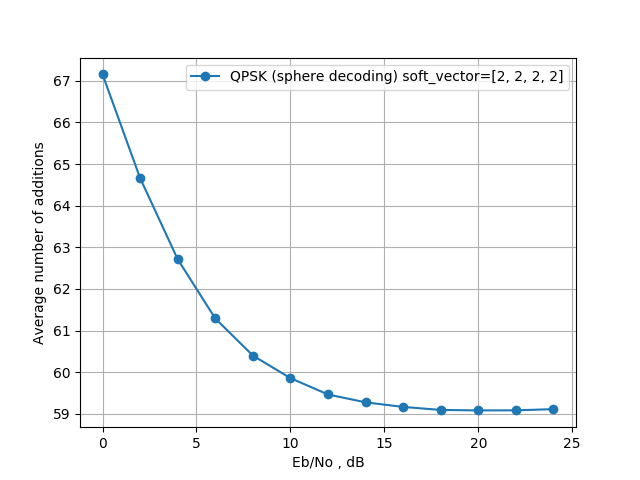 QPSK (sphere decoding) soft_vector=[2, 2, 2, 2]
67
66
65
64
63
62
61
60
59
Average number of additions
0 5 10 15 20 25
Eb/No , dB